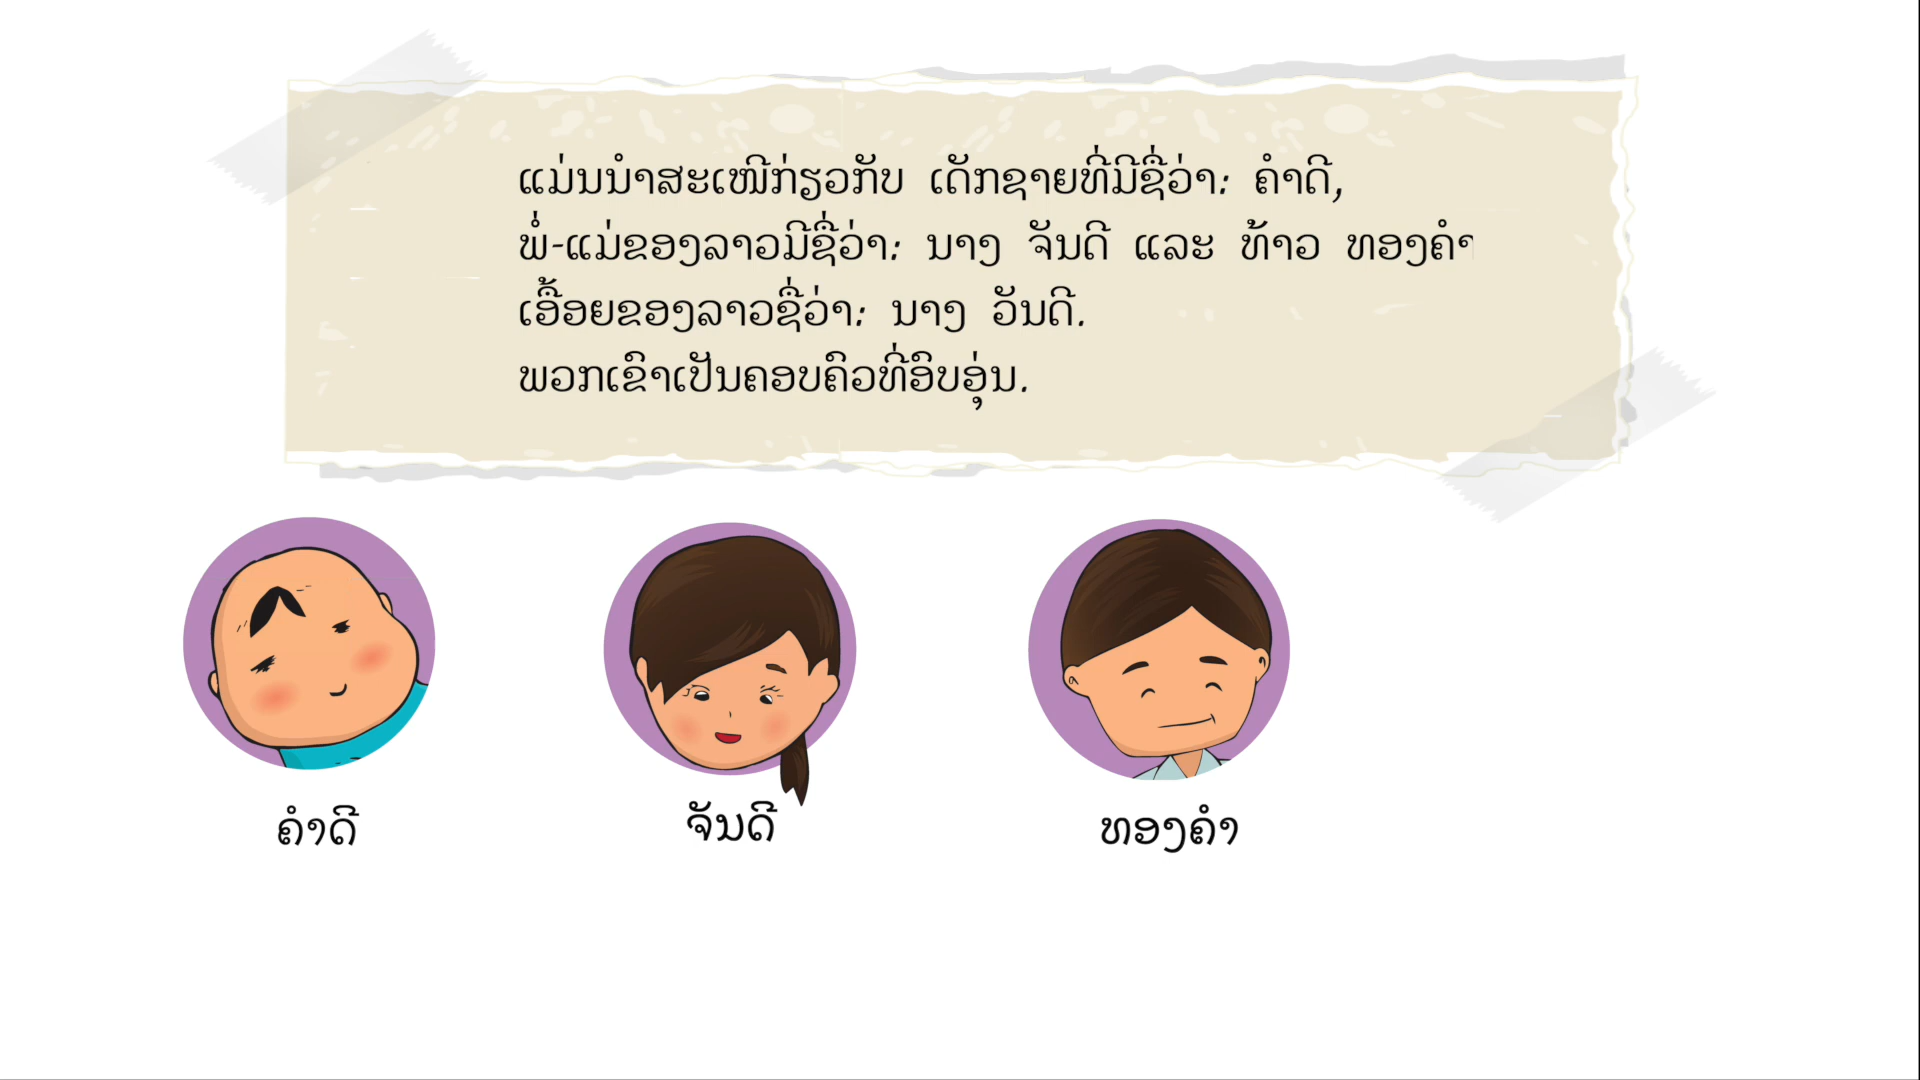 ແມ່ນນຳສະເໜີກ່ຽວກັບ ເດັກຊາຍທີ່ມີຊື່ວ່າ: ຄຳດີ,
ພໍ່-ແມ່ຂອງລາວມີຊື່ວ່າ: ນາງ ຈັນດີ ແລະ ທ້າວ ທອງຄຳ
ເອື້ອຍຂອງລາວຊື່ວ່າ: ນາງ ວັນດີ.
ພວກເຂົາເປັນຄອບຄົວທີ່ອົບອຸ່ນ.
ຄຳດີ
ຈັນດີ
ທອງຄຳ